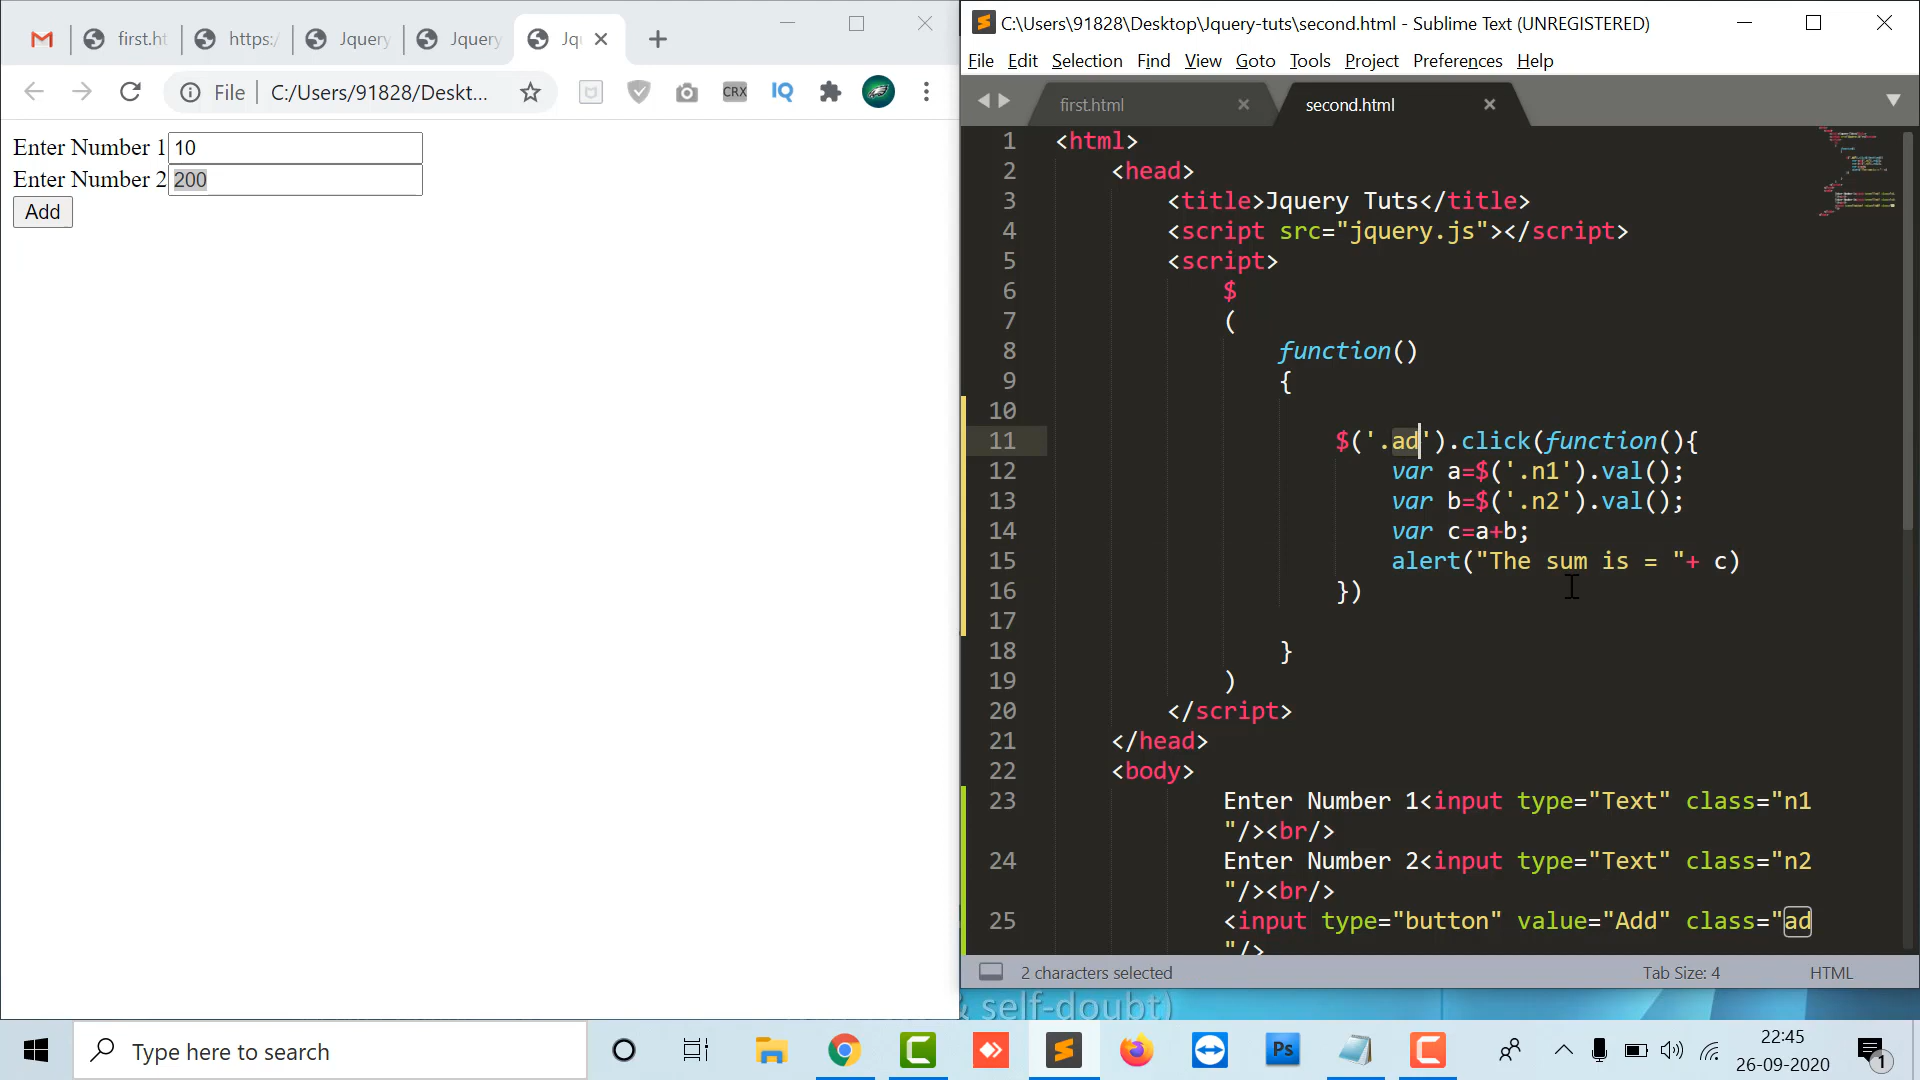 first.ht
https:/
Jquery
Jquery
Jq
File C:/Users/91828/Deskt...
CRX
IQ
Enter Number 1 10
Enter Number 2 200
Add
C:\Users\91828\Desktop\Jquery-tuts\second.html - Sublime Text (UNREGISTERED)
File Edit Selection Find View Goto Tools Project Preferences Help
first.html
second.html
1 <html>
2 <head>
3 <title>Jquery Tuts</title>
4 <script src="jquery.js"></script>
5 <script>
6 $
7 (
8 function()
9 {
10
11 $('.ad').click(function(){
12 var a=$('.n1').val();
13 var b=$('.n2').val();
14 var c=a+b;
15 alert("The sum is = "+ c)
16 })
17
18 }
19 )
20 </script>
21 </head>
22 <body>
23 Enter Number 1<input type="Text" class="n1
"/><br/>
24 Enter Number 2<input type="Text" class="n2
"/><br/>
25 <input type="button" value="Add" class="ad
"/>
2 characters selected Tab Size: 4 HTML
& self-doubt)
Type here to search
Ps
22:45
26-09-2020
1